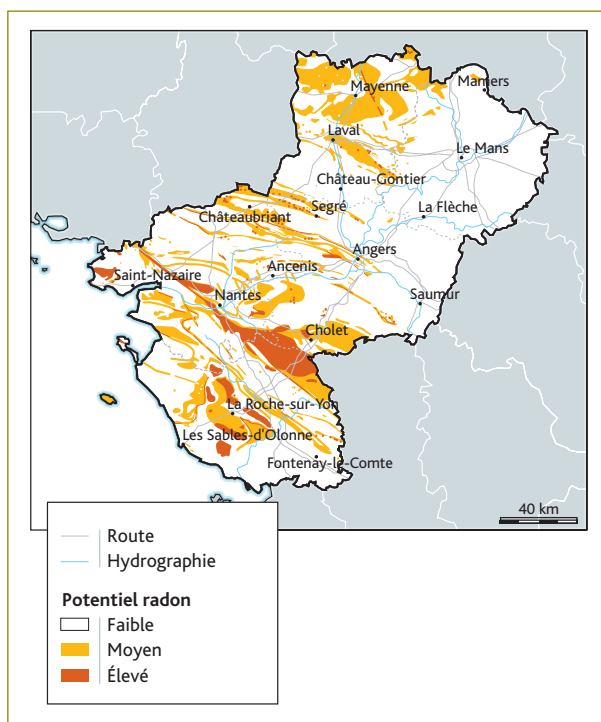 Mayenne
Mamers
Laval
Le Mans
Château-Gontier
Segré
La Flèche
Châteaubriant
Angers
Ancenis
Saint-Nazaire
Nantes
Saumur
Cholet
La Roche-sur-Yon
Les Sables-d'Olonne
Fontenay-le-Comte
40 km
Route
Hydrographie
Potentiel radon
Faible
Moyen
Élevé